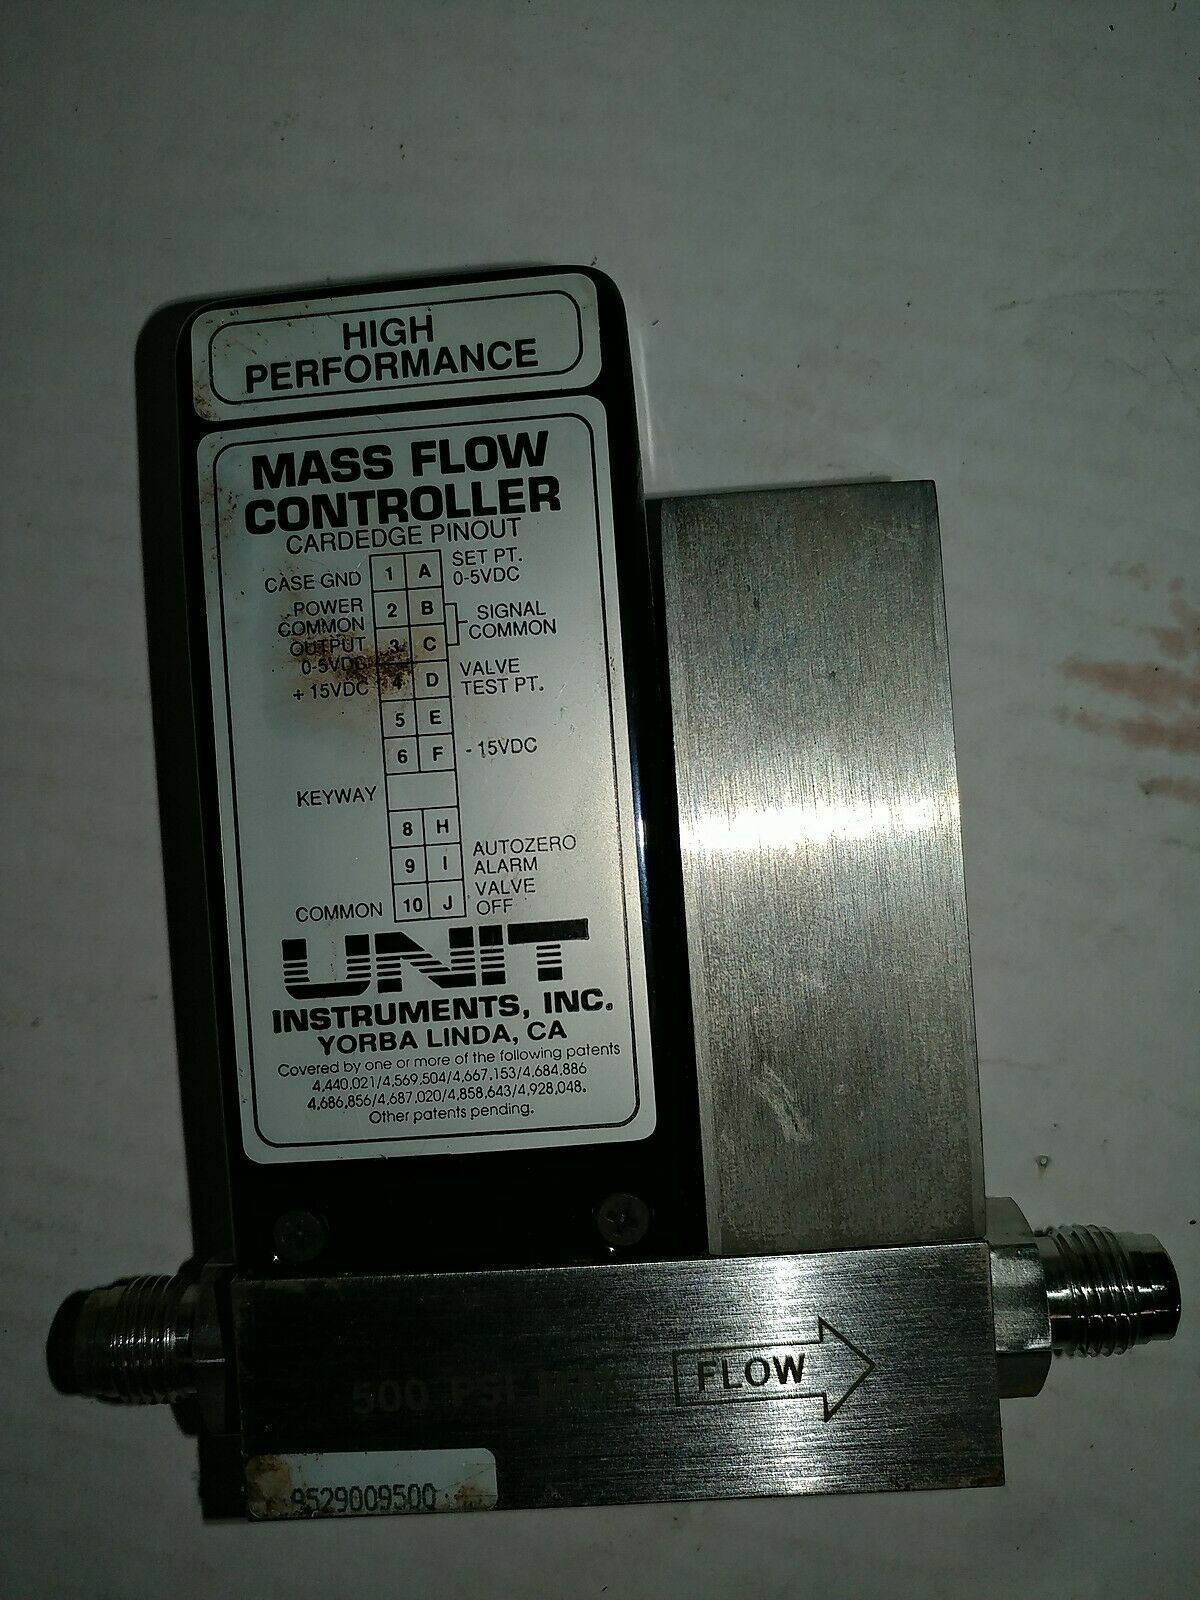 HIGH
PERFORMANCE
MASS FLOW
CONTROLLER
CARDEDGE PINOUT
CASE GND 1 A SET PT.
0-5VDC
POWER
COMMON 2 B SIGNAL
COMMON
OUTPUT
0-5VDC 3 C
+ 15VDC 4 D VALVE
TEST PT.
5 E
6 F - 15VDC
KEYWAY
8 H
9 I AUTOZERO
ALARM
COMMON 10 J VALVE
OFF
UNIT
INSTRUMENTS, INC.
YORBA LINDA, CA
Covered by one or more of the following patents
4,440,021/4,569,504/4,667,153/4,684,886
4,686,856/4,687,020/4,858,643/4,928,048.
Other patents pending.
500 PSI MAX
FLOW
9529009500